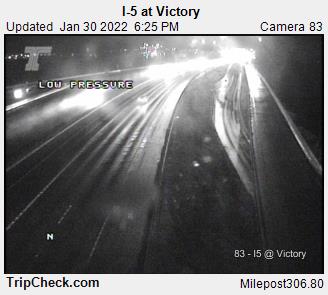 I-5 at Victory
Updated Jan 30 2022 6:25 PM Camera 83
LOW PRESSURE
N
83 - I5 @ Victory
TripCheck.com Milepost306.80